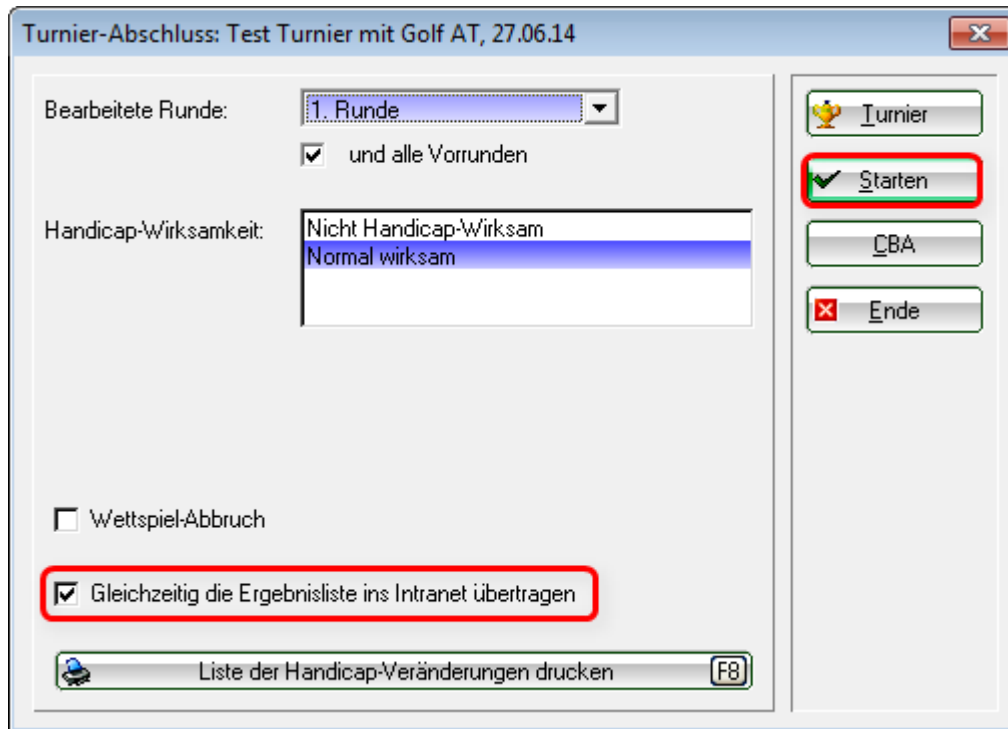 Turnier-Abschluss: Test Turnier mit Golf AT, 27.06.14
Bearbeitete Runde:
1. Runde
und alle Vorrunden
Handicap-Wirksamkeit:
Nicht Handicap-Wirksam
Normal wirksam
Wettspiel-Abbruch
Gleichzeitig die Ergebnisliste ins Intranet übertragen
Liste der Handicap-Veränderungen drucken F8
Turnier
Starten
CBA
Ende